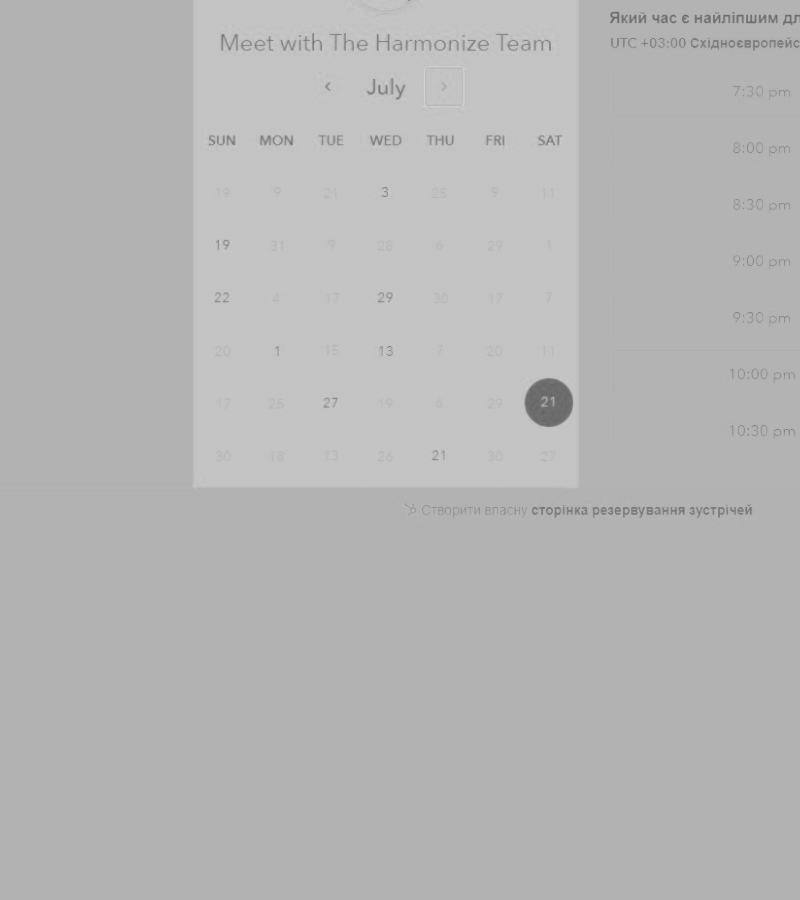 Meet with The Harmonize Team
‹ July ›
SUN MON TUE WED THU FRI SAT
19 9 21 3 25 9 11
19 31 9 28 6 29 1
22 4 17 29 30 17 7
20 1 15 13 7 20 11
17 25 27 19 6 29 21
30 18 13 26 21 30 27
Який час є найліпшим
UTC +03:00
7:30 pm
8:00 pm
8:30 pm
9:00 pm
9:30 pm
10:00 pm
10:30 pm
Створити власну сторінка резервування зустрічей